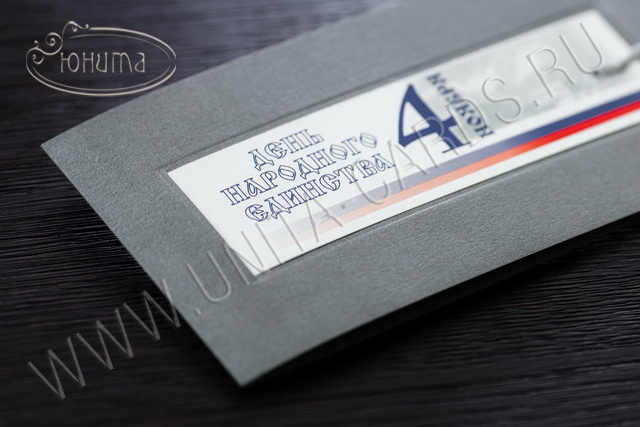 Юнита
ДЕНЬ
НАРОДНОГО
ЕДИНСТВА
4
НОЯБРЯ
WWW.UNITA-CARDS.RU